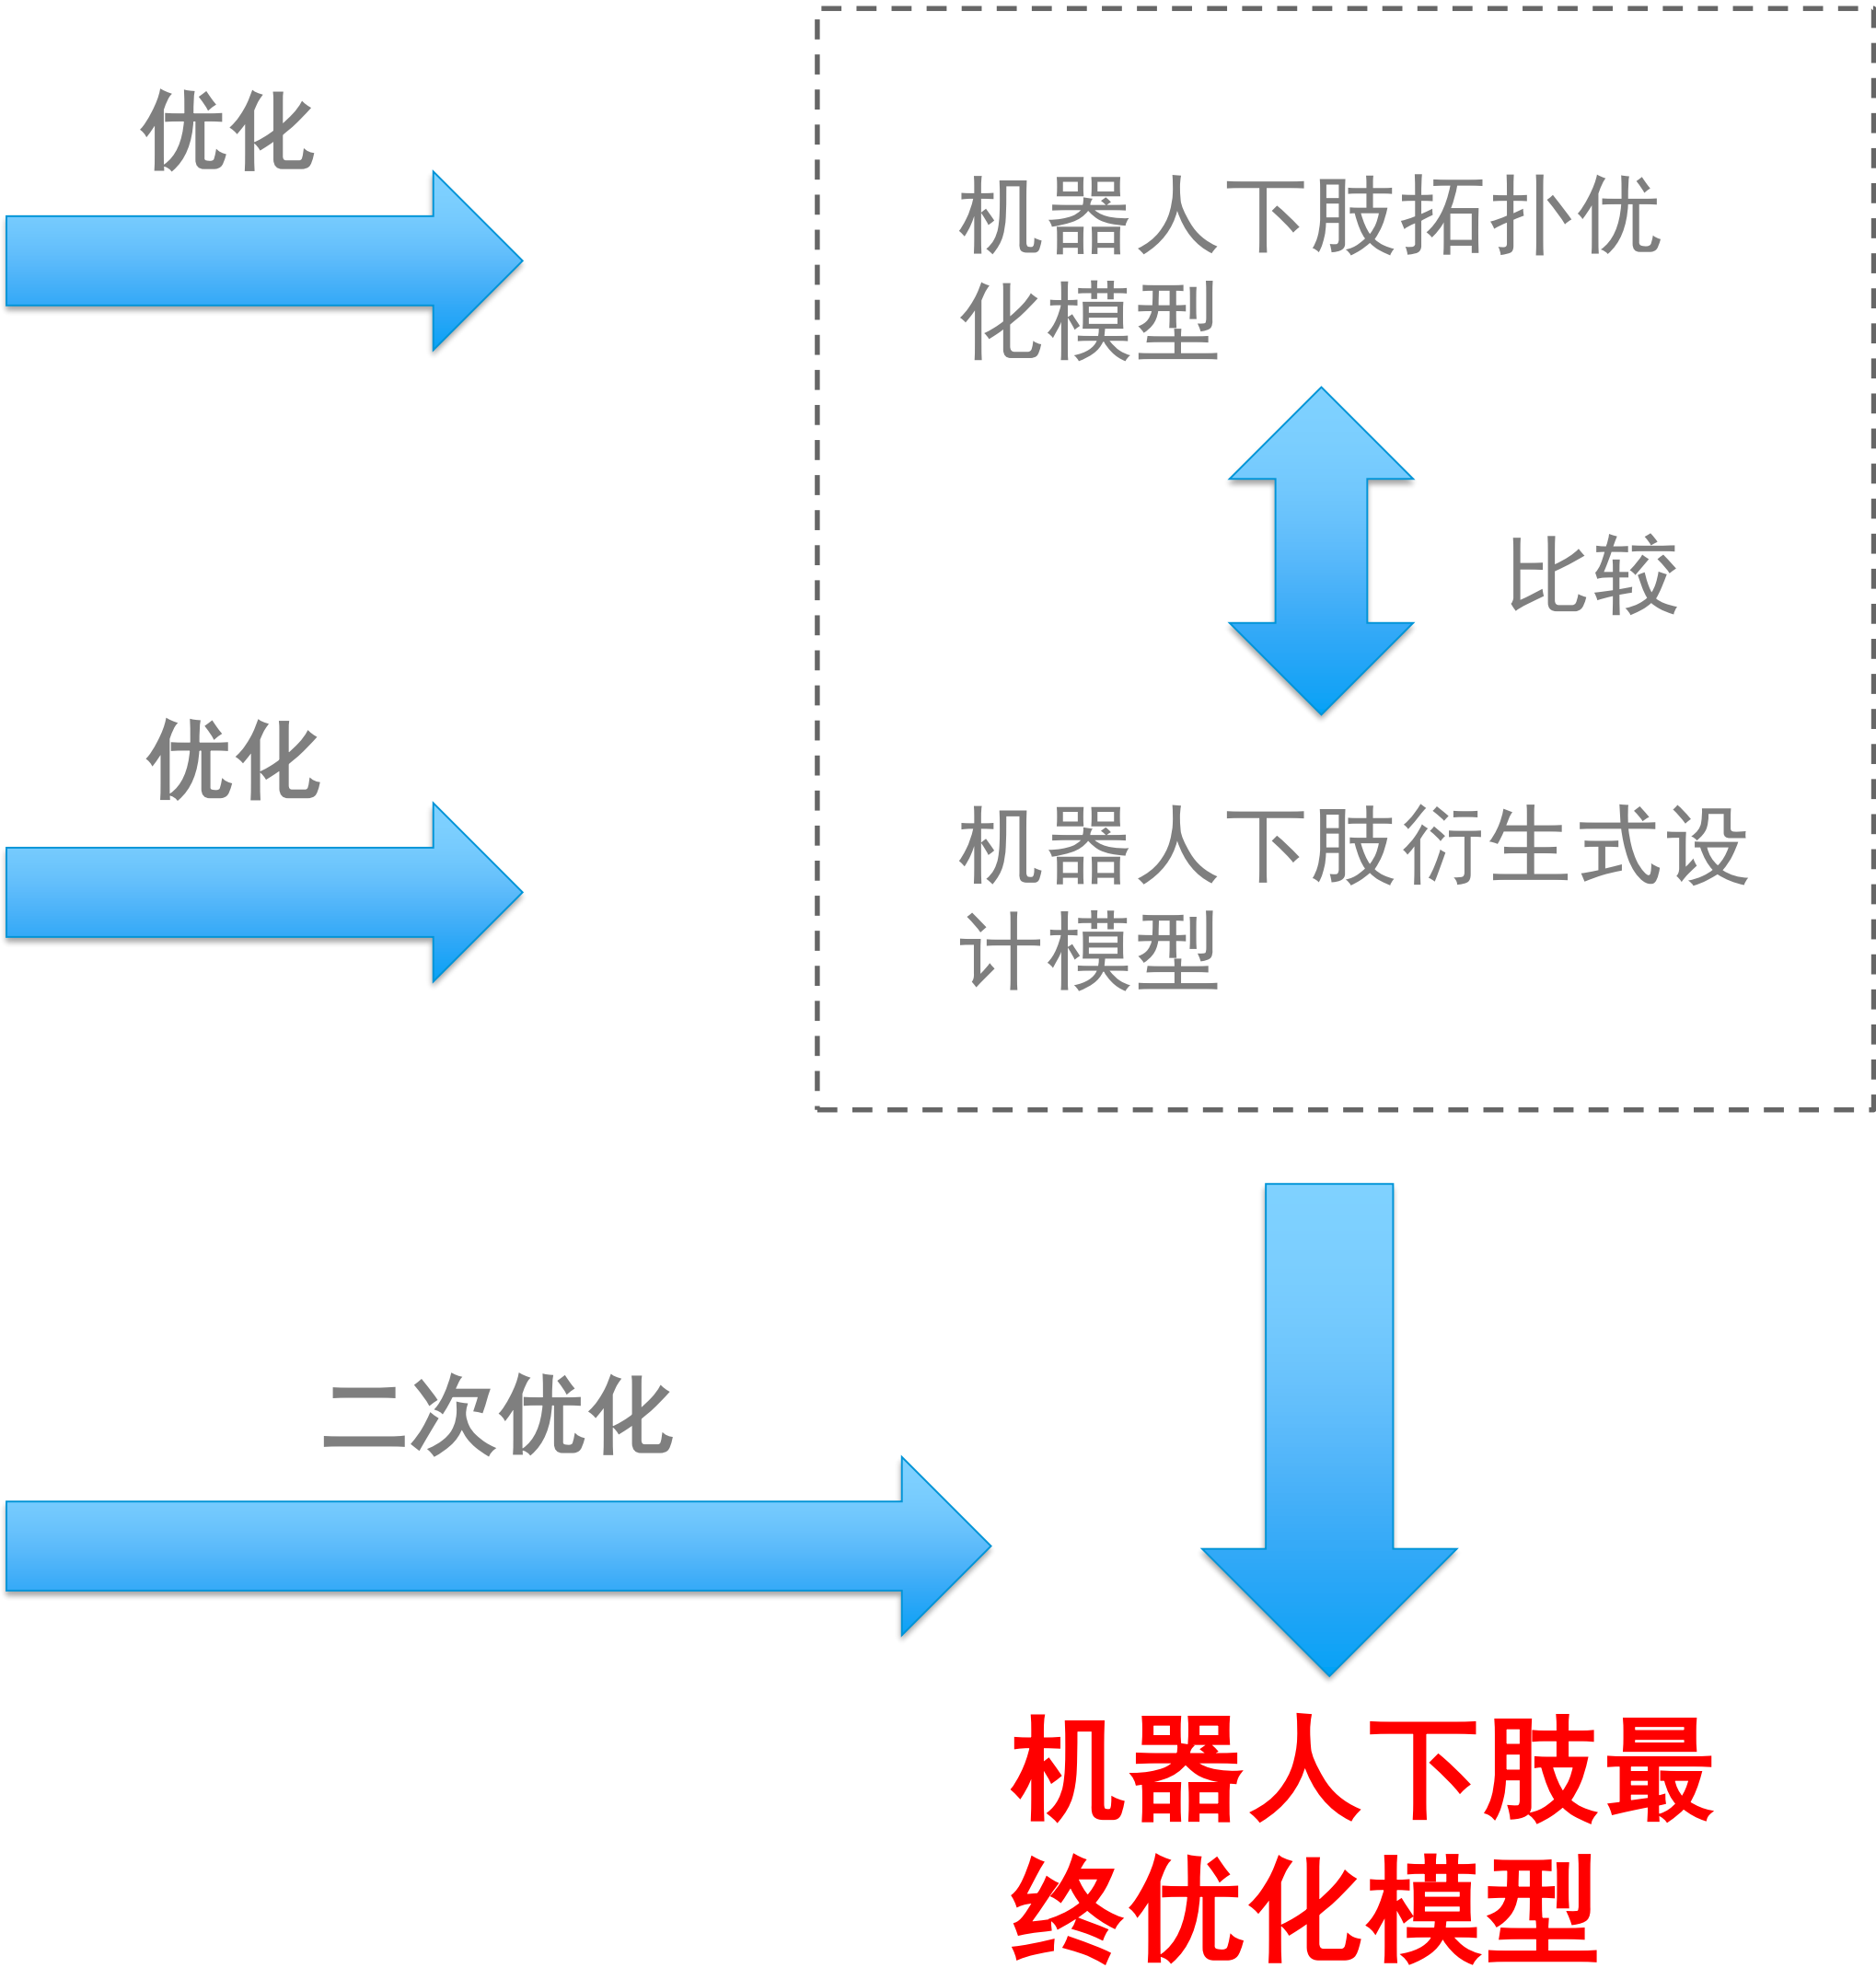 优化
机器人下肢拓扑优
化模型
比较
优化
机器人下肢衍生式设
计模型
二次优化
机器人下肢最
终优化模型